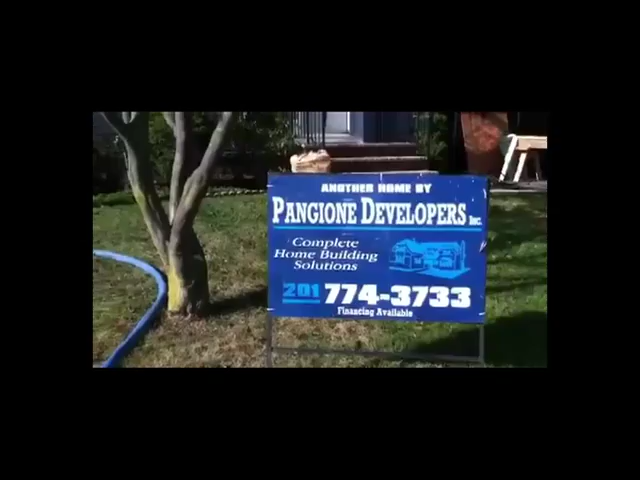 ANOTHER HOME BY
PANGIONE DEVELOPERS INC.
Complete
Home Building
Solutions
201 774-3733
Financing Available